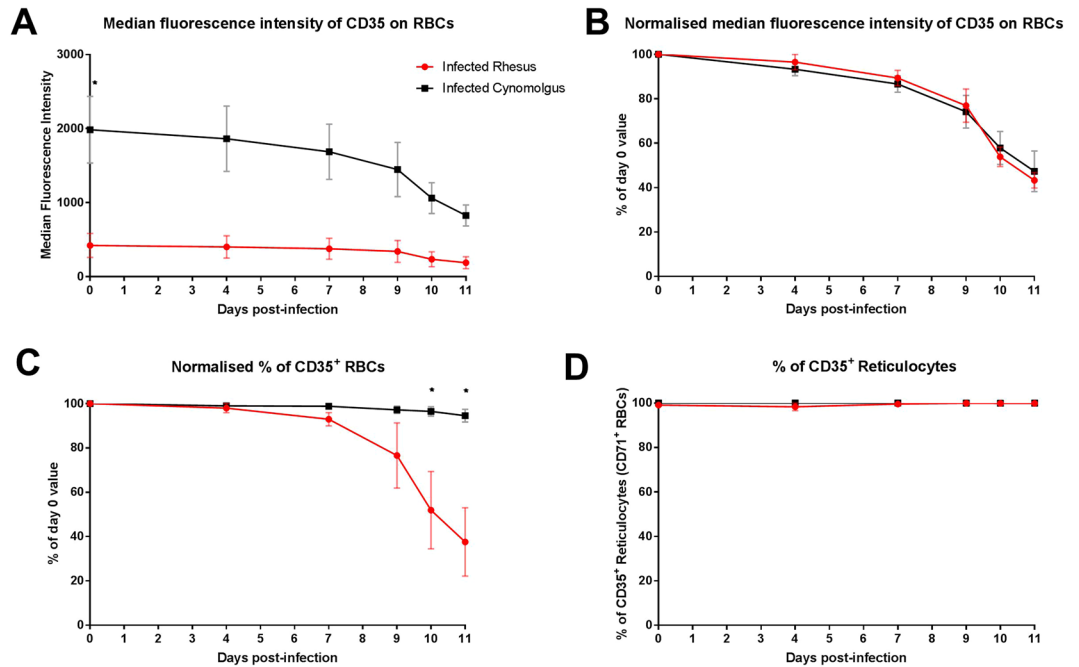 A
Median fluorescence intensity of CD35 on RBCs
Median Fluorescence Intensity
3000
2000
1000
0
*
Infected Rhesus
Infected Cynomolgus
0 1 2 3 4 5 6 7 8 9 10 11
Days post-infection
B
Normalised median fluorescence intensity of CD35 on RBCs
% of day 0 value
100
80
60
40
20
0
0 1 2 3 4 5 6 7 8 9 10 11
Days post-infection
C
Normalised % of CD35+ RBCs
% of day 0 value
100
80
60
40
20
0
* *
0 1 2 3 4 5 6 7 8 9 10 11
Days post-infection
D
% of CD35+ Reticulocytes
% of CD35+ Reticulocytes (CD71+ RBCs)
100
80
60
40
20
0
0 1 2 3 4 5 6 7 8 9 10 11
Days post-infection